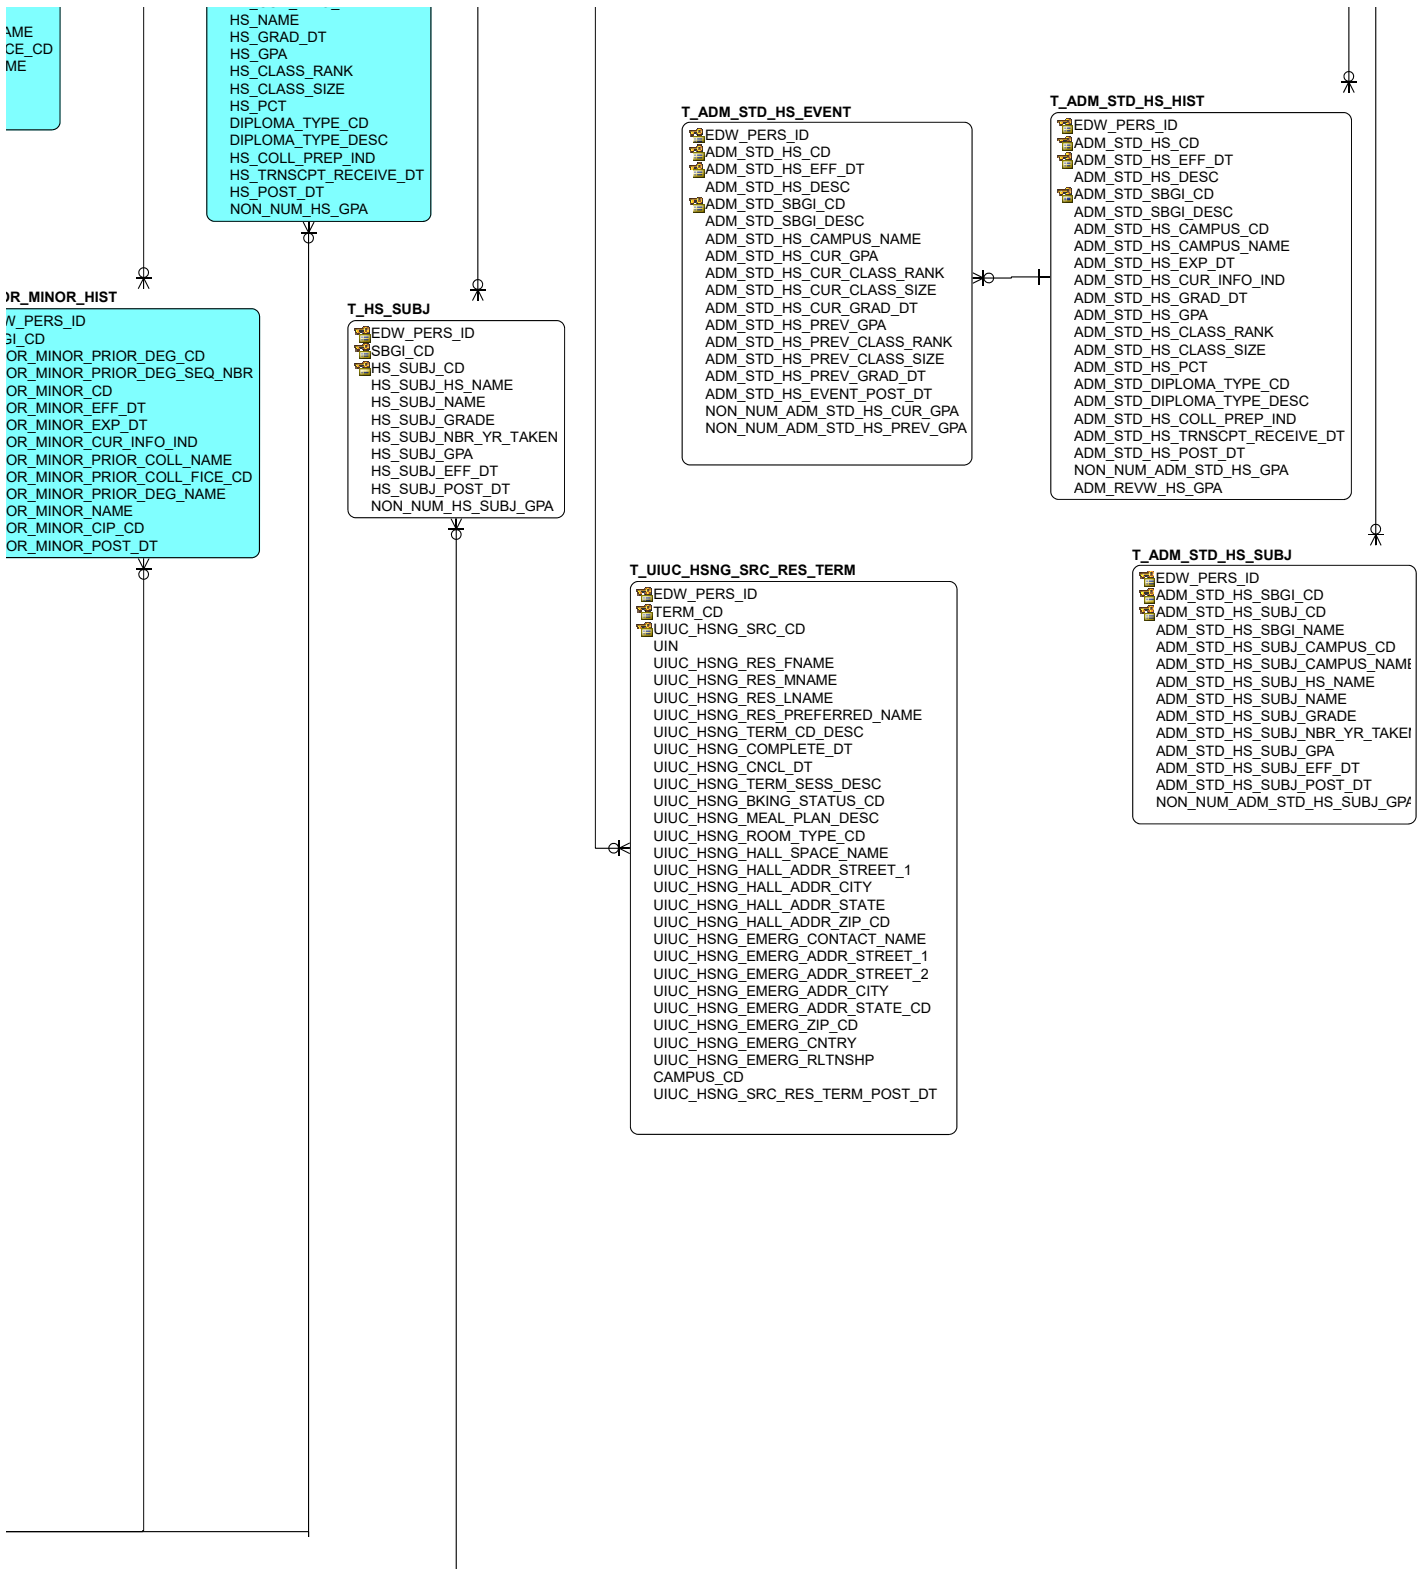 AME
CE_CD
ME
HS_NAME
HS_GRAD_DT
HS_GPA
HS_CLASS_RANK
HS_CLASS_SIZE
HS_PCT
DIPLOMA_TYPE_CD
DIPLOMA_TYPE_DESC
HS_COLL_PREP_IND
HS_TRNSCPT_RECEIVE_DT
HS_POST_DT
NON_NUM_HS_GPA
OR_MINOR_HIST
W_PERS_ID
GI_CD
OR_MINOR_PRIOR_DEG_CD
OR_MINOR_PRIOR_DEG_SEQ_NBR
OR_MINOR_CD
OR_MINOR_EFF_DT
OR_MINOR_EXP_DT
OR_MINOR_CUR_INFO_IND
OR_MINOR_PRIOR_COLL_NAME
OR_MINOR_PRIOR_COLL_FICE_CD
OR_MINOR_PRIOR_DEG_NAME
OR_MINOR_NAME
OR_MINOR_CIP_CD
OR_MINOR_POST_DT
T_HS_SUBJ
EDW_PERS_ID
SBGI_CD
HS_SUBJ_CD
HS_SUBJ_HS_NAME
HS_SUBJ_NAME
HS_SUBJ_GRADE
HS_SUBJ_NBR_YR_TAKEN
HS_SUBJ_GPA
HS_SUBJ_EFF_DT
HS_SUBJ_POST_DT
NON_NUM_HS_SUBJ_GPA
T_ADM_STD_HS_EVENT
EDW_PERS_ID
ADM_STD_HS_CD
ADM_STD_HS_EFF_DT
ADM_STD_HS_DESC
ADM_STD_SBGI_CD
ADM_STD_SBGI_DESC
ADM_STD_HS_CAMPUS_NAME
ADM_STD_HS_CUR_GPA
ADM_STD_HS_CUR_CLASS_RANK
ADM_STD_HS_CUR_CLASS_SIZE
ADM_STD_HS_CUR_GRAD_DT
ADM_STD_HS_PREV_GPA
ADM_STD_HS_PREV_CLASS_RANK
ADM_STD_HS_PREV_CLASS_SIZE
ADM_STD_HS_PREV_GRAD_DT
ADM_STD_HS_EVENT_POST_DT
NON_NUM_ADM_STD_HS_CUR_GPA
NON_NUM_ADM_STD_HS_PREV_GPA
T_ADM_STD_HS_HIST
EDW_PERS_ID
ADM_STD_HS_CD
ADM_STD_HS_EFF_DT
ADM_STD_HS_DESC
ADM_STD_SBGI_CD
ADM_STD_SBGI_DESC
ADM_STD_HS_CAMPUS_CD
ADM_STD_HS_CAMPUS_NAME
ADM_STD_HS_EXP_DT
ADM_STD_HS_CUR_INFO_IND
ADM_STD_HS_GRAD_DT
ADM_STD_HS_GPA
ADM_STD_HS_CLASS_RANK
ADM_STD_HS_CLASS_SIZE
ADM_STD_HS_PCT
ADM_STD_DIPLOMA_TYPE_CD
ADM_STD_DIPLOMA_TYPE_DESC
ADM_STD_HS_COLL_PREP_IND
ADM_STD_HS_TRNSCPT_RECEIVE_DT
ADM_STD_HS_POST_DT
NON_NUM_ADM_STD_HS_GPA
ADM_REVW_HS_GPA
T_UIUC_HSNG_SRC_RES_TERM
EDW_PERS_ID
TERM_CD
UIUC_HSNG_SRC_CD
UIN
UIUC_HSNG_RES_FNAME
UIUC_HSNG_RES_MNAME
UIUC_HSNG_RES_LNAME
UIUC_HSNG_RES_PREFERRED_NAME
UIUC_HSNG_TERM_CD_DESC
UIUC_HSNG_COMPLETE_DT
UIUC_HSNG_CNCL_DT
UIUC_HSNG_TERM_SESS_DESC
UIUC_HSNG_BKING_STATUS_CD
UIUC_HSNG_MEAL_PLAN_DESC
UIUC_HSNG_ROOM_TYPE_CD
UIUC_HSNG_HALL_SPACE_NAME
UIUC_HSNG_HALL_ADDR_STREET_1
UIUC_HSNG_HALL_ADDR_CITY
UIUC_HSNG_HALL_ADDR_STATE
UIUC_HSNG_HALL_ADDR_ZIP_CD
UIUC_HSNG_EMERG_CONTACT_NAME
UIUC_HSNG_EMERG_ADDR_STREET_1
UIUC_HSNG_EMERG_ADDR_STREET_2
UIUC_HSNG_EMERG_ADDR_CITY
UIUC_HSNG_EMERG_ADDR_STATE_CD
UIUC_HSNG_EMERG_ZIP_CD
UIUC_HSNG_EMERG_CNTRY
UIUC_HSNG_EMERG_RLTNSHP
CAMPUS_CD
UIUC_HSNG_SRC_RES_TERM_POST_DT
T_ADM_STD_HS_SUBJ
EDW_PERS_ID
ADM_STD_HS_SBGI_CD
ADM_STD_HS_SUBJ_CD
ADM_STD_HS_SBGI_NAME
ADM_STD_HS_SUBJ_CAMPUS_CD
ADM_STD_HS_SUBJ_CAMPUS_NAME
ADM_STD_HS_SUBJ_HS_NAME
ADM_STD_HS_SUBJ_NAME
ADM_STD_HS_SUBJ_GRADE
ADM_STD_HS_SUBJ_NBR_YR_TAKE
ADM_STD_HS_SUBJ_GPA
ADM_STD_HS_SUBJ_EFF_DT
ADM_STD_HS_SUBJ_POST_DT
NON_NUM_ADM_STD_HS_SUBJ_GPA